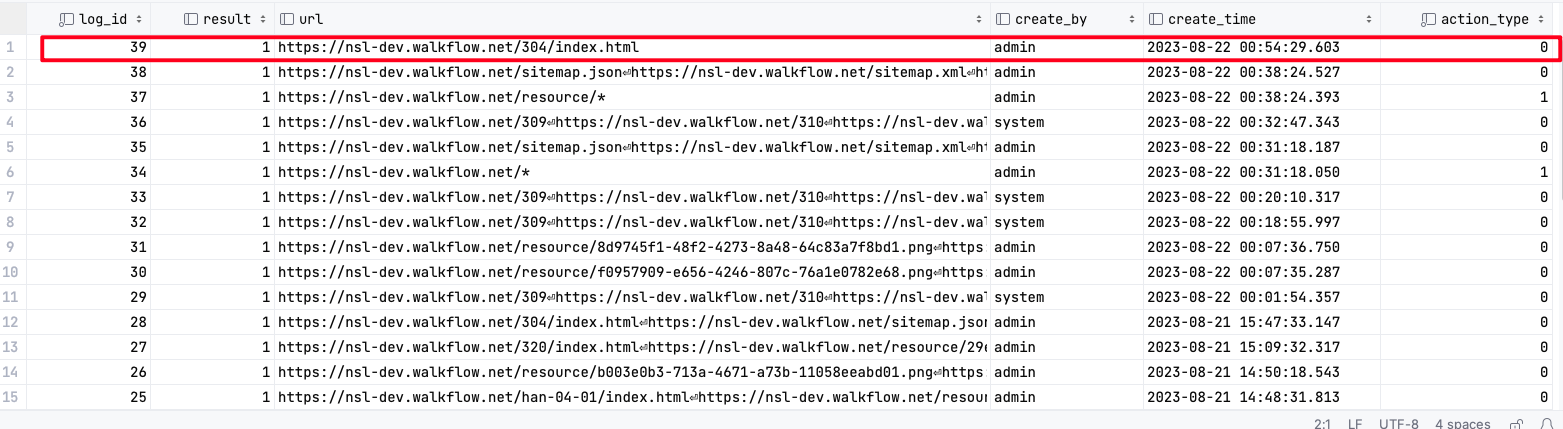 log_id result url create_by create_time action_type
1 39 1 https://nsl-dev.walkflow.net/304/index.html admin 2023-08-22 00:54:29.603 0
2 38 1 https://nsl-dev.walkflow.net/sitemap.json⏎https://nsl-dev.walkflow.net/sitemap.xml⏎ht admin 2023-08-22 00:38:24.527 0
3 37 1 https://nsl-dev.walkflow.net/resource/* admin 2023-08-22 00:38:24.393 1
4 36 1 https://nsl-dev.walkflow.net/309⏎https://nsl-dev.walkflow.net/310⏎https://nsl-dev.wal system 2023-08-22 00:32:47.343 0
5 35 1 https://nsl-dev.walkflow.net/sitemap.json⏎https://nsl-dev.walkflow.net/sitemap.xml⏎ht admin 2023-08-22 00:31:18.187 0
6 34 1 https://nsl-dev.walkflow.net/* admin 2023-08-22 00:31:18.050 1
7 33 1 https://nsl-dev.walkflow.net/309⏎https://nsl-dev.walkflow.net/310⏎https://nsl-dev.wal system 2023-08-22 00:20:10.317 0
8 32 1 https://nsl-dev.walkflow.net/309⏎https://nsl-dev.walkflow.net/310⏎https://nsl-dev.wal system 2023-08-22 00:18:55.997 0
9 31 1 https://nsl-dev.walkflow.net/resource/8d9745f1-48f2-4273-8a48-64c83a7f8bd1.png⏎https: admin 2023-08-22 00:07:36.750 0
10 30 1 https://nsl-dev.walkflow.net/resource/f0957909-e656-4246-807c-76a1e0782e68.png⏎https: admin 2023-08-22 00:07:35.287 0
11 29 1 https://nsl-dev.walkflow.net/309⏎https://nsl-dev.walkflow.net/310⏎https://nsl-dev.wal system 2023-08-22 00:01:54.357 0
12 28 1 https://nsl-dev.walkflow.net/304/index.html⏎https://nsl-dev.walkflow.net/sitemap.json admin 2023-08-21 15:47:33.147 0
13 27 1 https://nsl-dev.walkflow.net/320/index.html⏎https://nsl-dev.walkflow.net/resource/29e admin 2023-08-21 15:09:32.317 0
14 26 1 https://nsl-dev.walkflow.net/resource/b003e0b3-713a-4671-a73b-11058eeabd01.png⏎https: admin 2023-08-21 14:50:18.543 0
15 25 1 https://nsl-dev.walkflow.net/han-04-01/index.html⏎https://nsl-dev.walkflow.net/resour admin 2023-08-21 14:48:31.813 0
2:1 LF UTF-8 4 spaces